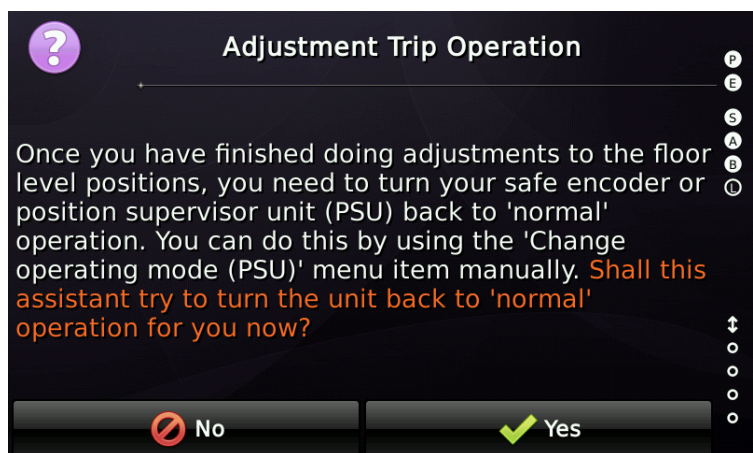 ?
Adjustment Trip Operation
P
E
S
A
B
L
Once you have finished doing adjustments to the floor
level positions, you need to turn your safe encoder or
position supervisor unit (PSU) back to 'normal'
operation. You can do this by using the 'Change
operating mode (PSU)' menu item manually. Shall this
assistant try to turn the unit back to 'normal'
operation for you now?
No
Yes